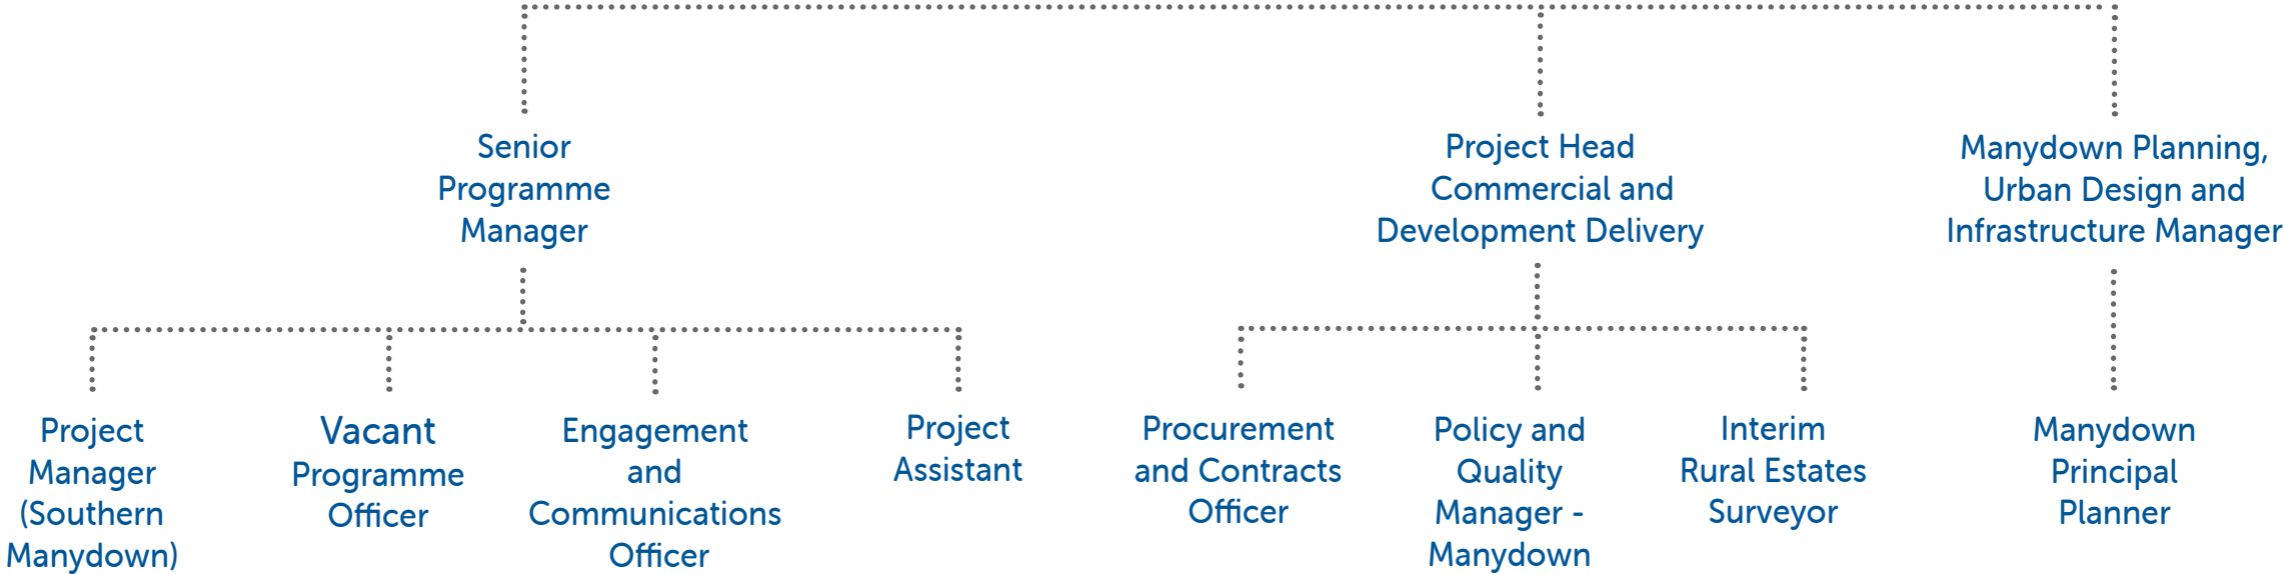 Senior
Programme
Manager
Project Head
Commercial and
Development Delivery
Manydown Planning,
Urban Design and
Infrastructure Manager
Project
Manager
(Southern
Manydown)
Vacant
Programme
Officer
Engagement
and
Communications
Officer
Project
Assistant
Procurement
and Contracts
Officer
Policy and
Quality
Manager -
Manydown
Interim
Rural Estates
Surveyor
Manydown
Principal
Planner